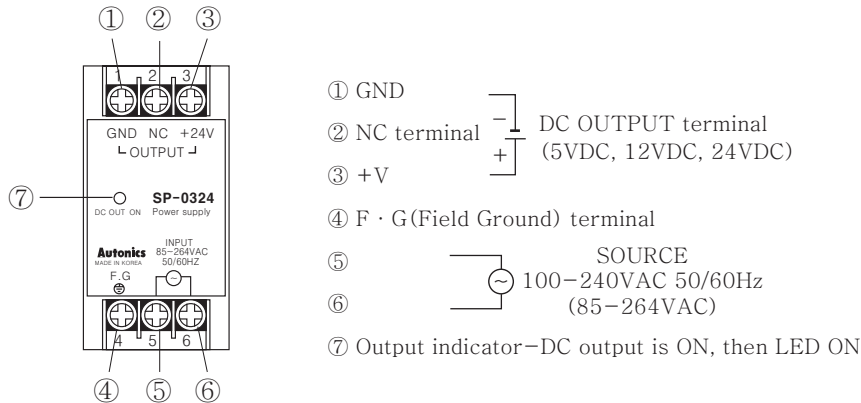 ① ② ③
1 2 3
GND NC +24V
OUTPUT
⑦
SP-0324
DC OUT ON Power supply
INPUT
Autonics 85-264VAC
MADE IN KOREA 50/60HZ
F.G
4 5 6
④ ⑤ ⑥
① GND
② NC terminal
③ +V
− +
DC OUTPUT terminal
(5VDC, 12VDC, 24VDC)
④ F · G(Field Ground) terminal
⑤
⑥
SOURCE
100-240VAC 50/60Hz
(85-264VAC)
⑦ Output indicator-DC output is ON, then LED ON